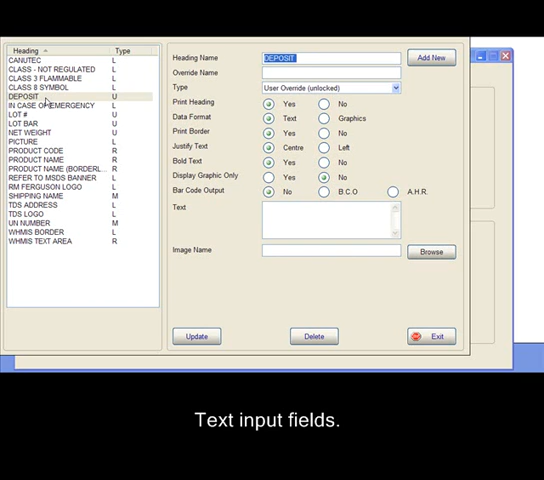 Heading Type
CANUTEC L
CLASS - NOT REGULATED L
CLASS 3 FLAMMABLE L
CLASS 8 SYMBOL L
DEPOSIT U
IN CASE OF EMERGENCY L
LOT # U
LOT BAR U
NET WEIGHT U
PICTURE L
PRODUCT CODE R
PRODUCT NAME R
PRODUCT NAME (BORDERL... R
REFER TO MSDS BANNER L
RM FERGUSON LOGO L
SHIPPING NAME M
TDS ADDRESS L
TDS LOGO L
UN NUMBER M
WHMIS BORDER L
WHMIS TEXT AREA R
Heading Name DEPOSIT Add New
Override Name
Type User Override (unlocked)
Print Heading Yes No
Data Format Text Graphics
Print Border Yes No
Justify Text Centre Left
Bold Text Yes No
Display Graphic Only Yes No
Bar Code Output No B.C.O A.H.R.
Text
Image Name Browse
Update Delete Exit
Text input fields.